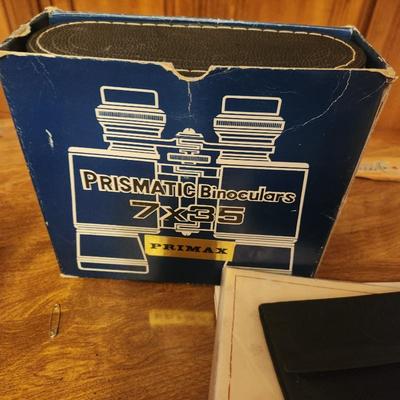 PRISMATIC Binoculars
7x35
PRIMAX